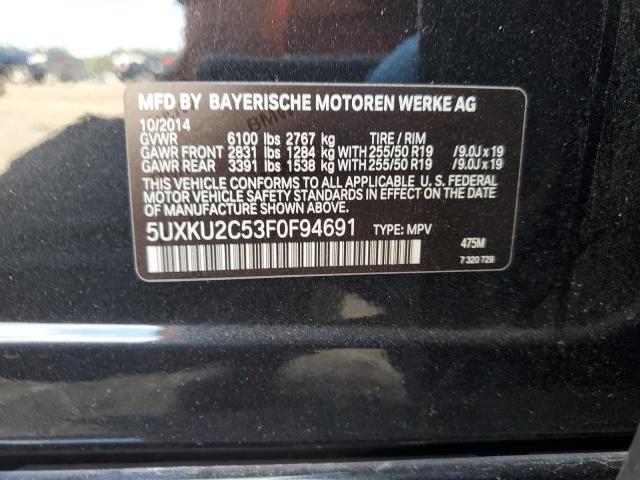 MFD BY BAYERISCHE MOTOREN WERKE AG
10/2014
GVWR 6100 lbs 2767 kg TIRE / RIM
GAWR FRONT 2831 lbs 1284 kg WITH 255/50 R19 /9.0J x 19
GAWR REAR 3391 lbs 1538 kg WITH 255/50 R19 /9.0J x 19
THIS VEHICLE CONFORMS TO ALL APPLICABLE U. S. FEDERAL
MOTOR VEHICLE SAFETY STANDARDS IN EFFECT ON THE DATE
OF MANUFACTURE SHOWN ABOVE.
5UXKU2C53F0F94691 TYPE: MPV 475M
7 320 729